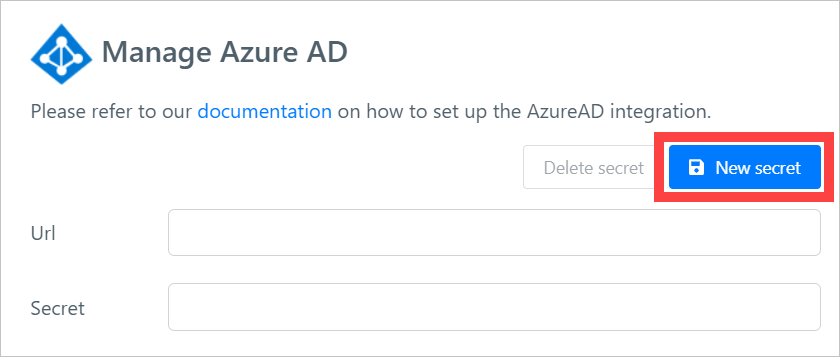 Manage Azure AD
Please refer to our documentation on how to set up the AzureAD integration.
Delete secret
New secret
Url
Secret